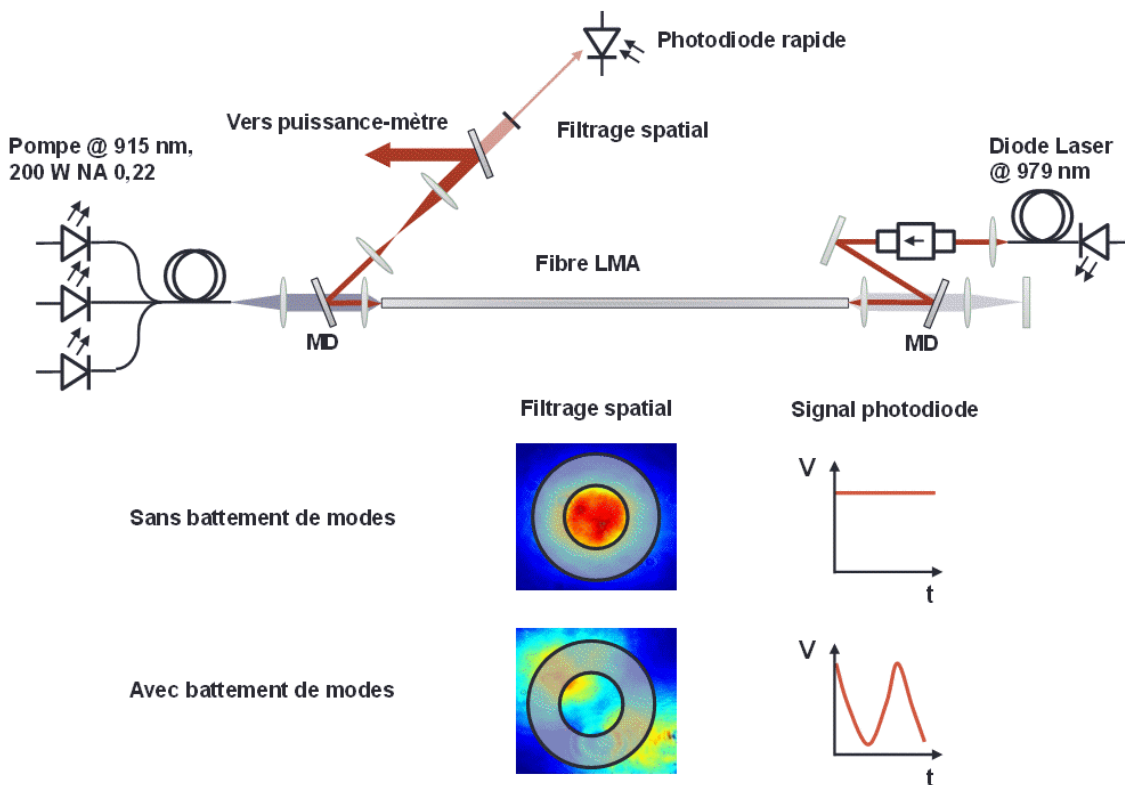 Photodiode rapide
Vers puissance-mètre
Filtrage spatial
Pompe @ 915 nm,
200 W NA 0,22
Diode Laser
@ 979 nm
Fibre LMA
MD
MD
Filtrage spatial
Signal photodiode
Sans battement de modes
V
t
Avec battement de modes
V
t